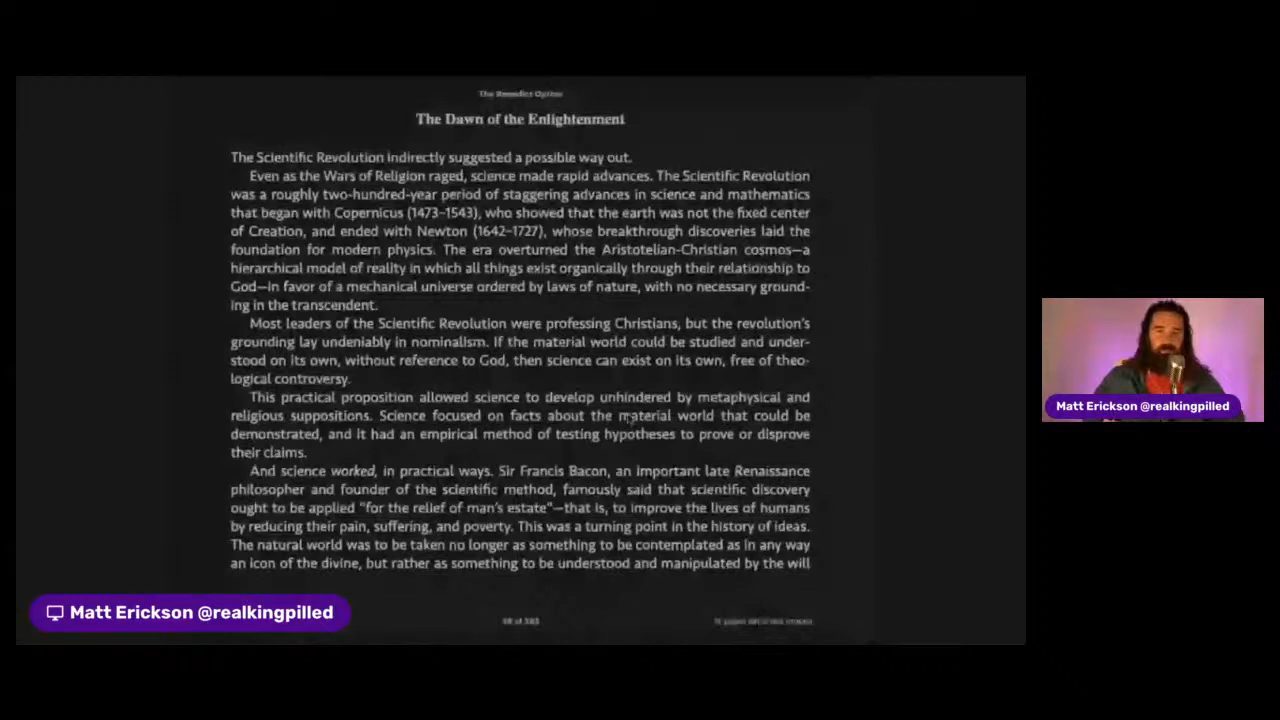 The Benedict Option
The Dawn of the Enlightenment
The Scientific Revolution indirectly suggested a possible way out.
Even as the Wars of Religion raged, science made rapid advances. The Scientific Revolution
was a roughly two-hundred-year period of staggering advances in science and mathematics
that began with Copernicus (1473–1543), who showed that the earth was not the fixed center
of Creation, and ended with Newton (1642–1727), whose breakthrough discoveries laid the
foundation for modern physics. The era overturned the Aristotelian-Christian cosmos—a
hierarchical model of reality in which all things exist organically through their relationship to
God—in favor of a mechanical universe ordered by laws of nature, with no necessary ground-
ing in the transcendent.
Most leaders of the Scientific Revolution were professing Christians, but the revolution's
grounding lay undeniably in nominalism. If the material world could be studied and under-
stood on its own, without reference to God, then science can exist on its own, free of theo-
logical controversy.
This practical proposition allowed science to develop unhindered by metaphysical and
religious suppositions. Science focused on facts about the material world that could be
demonstrated, and it had an empirical method of testing hypotheses to prove or disprove
their claims.
And science worked, in practical ways. Sir Francis Bacon, an important late Renaissance
philosopher and founder of the scientific method, famously said that scientific discovery
ought to be applied "for the relief of man's estate"—that is, to improve the lives of humans
by reducing their pain, suffering, and poverty. This was a turning point in the history of ideas.
The natural world was to be taken no longer as something to be contemplated as in any way
an icon of the divine, but rather as something to be understood and manipulated by the will
Matt Erickson @realkingpilled
Matt Erickson @realkingpilled